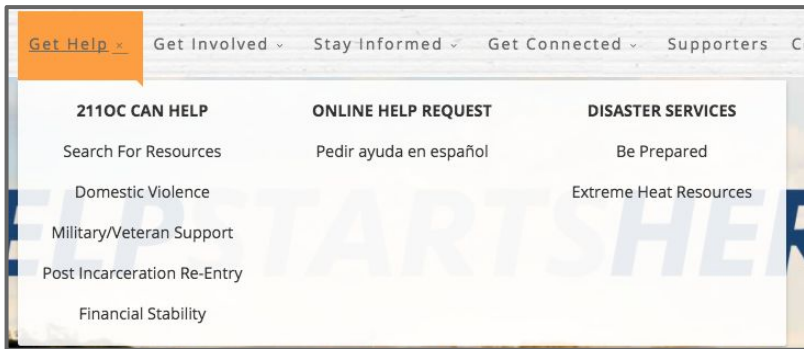 Get Help × Get Involved Stay Informed Get Connected Supporters C
211OC CAN HELP
Search For Resources
Domestic Violence
Military/Veteran Support
Post Incarceration Re-Entry
Financial Stability
ONLINE HELP REQUEST
Pedir ayuda en español
DISASTER SERVICES
Be Prepared
Extreme Heat Resources
ELPSTARTSHER